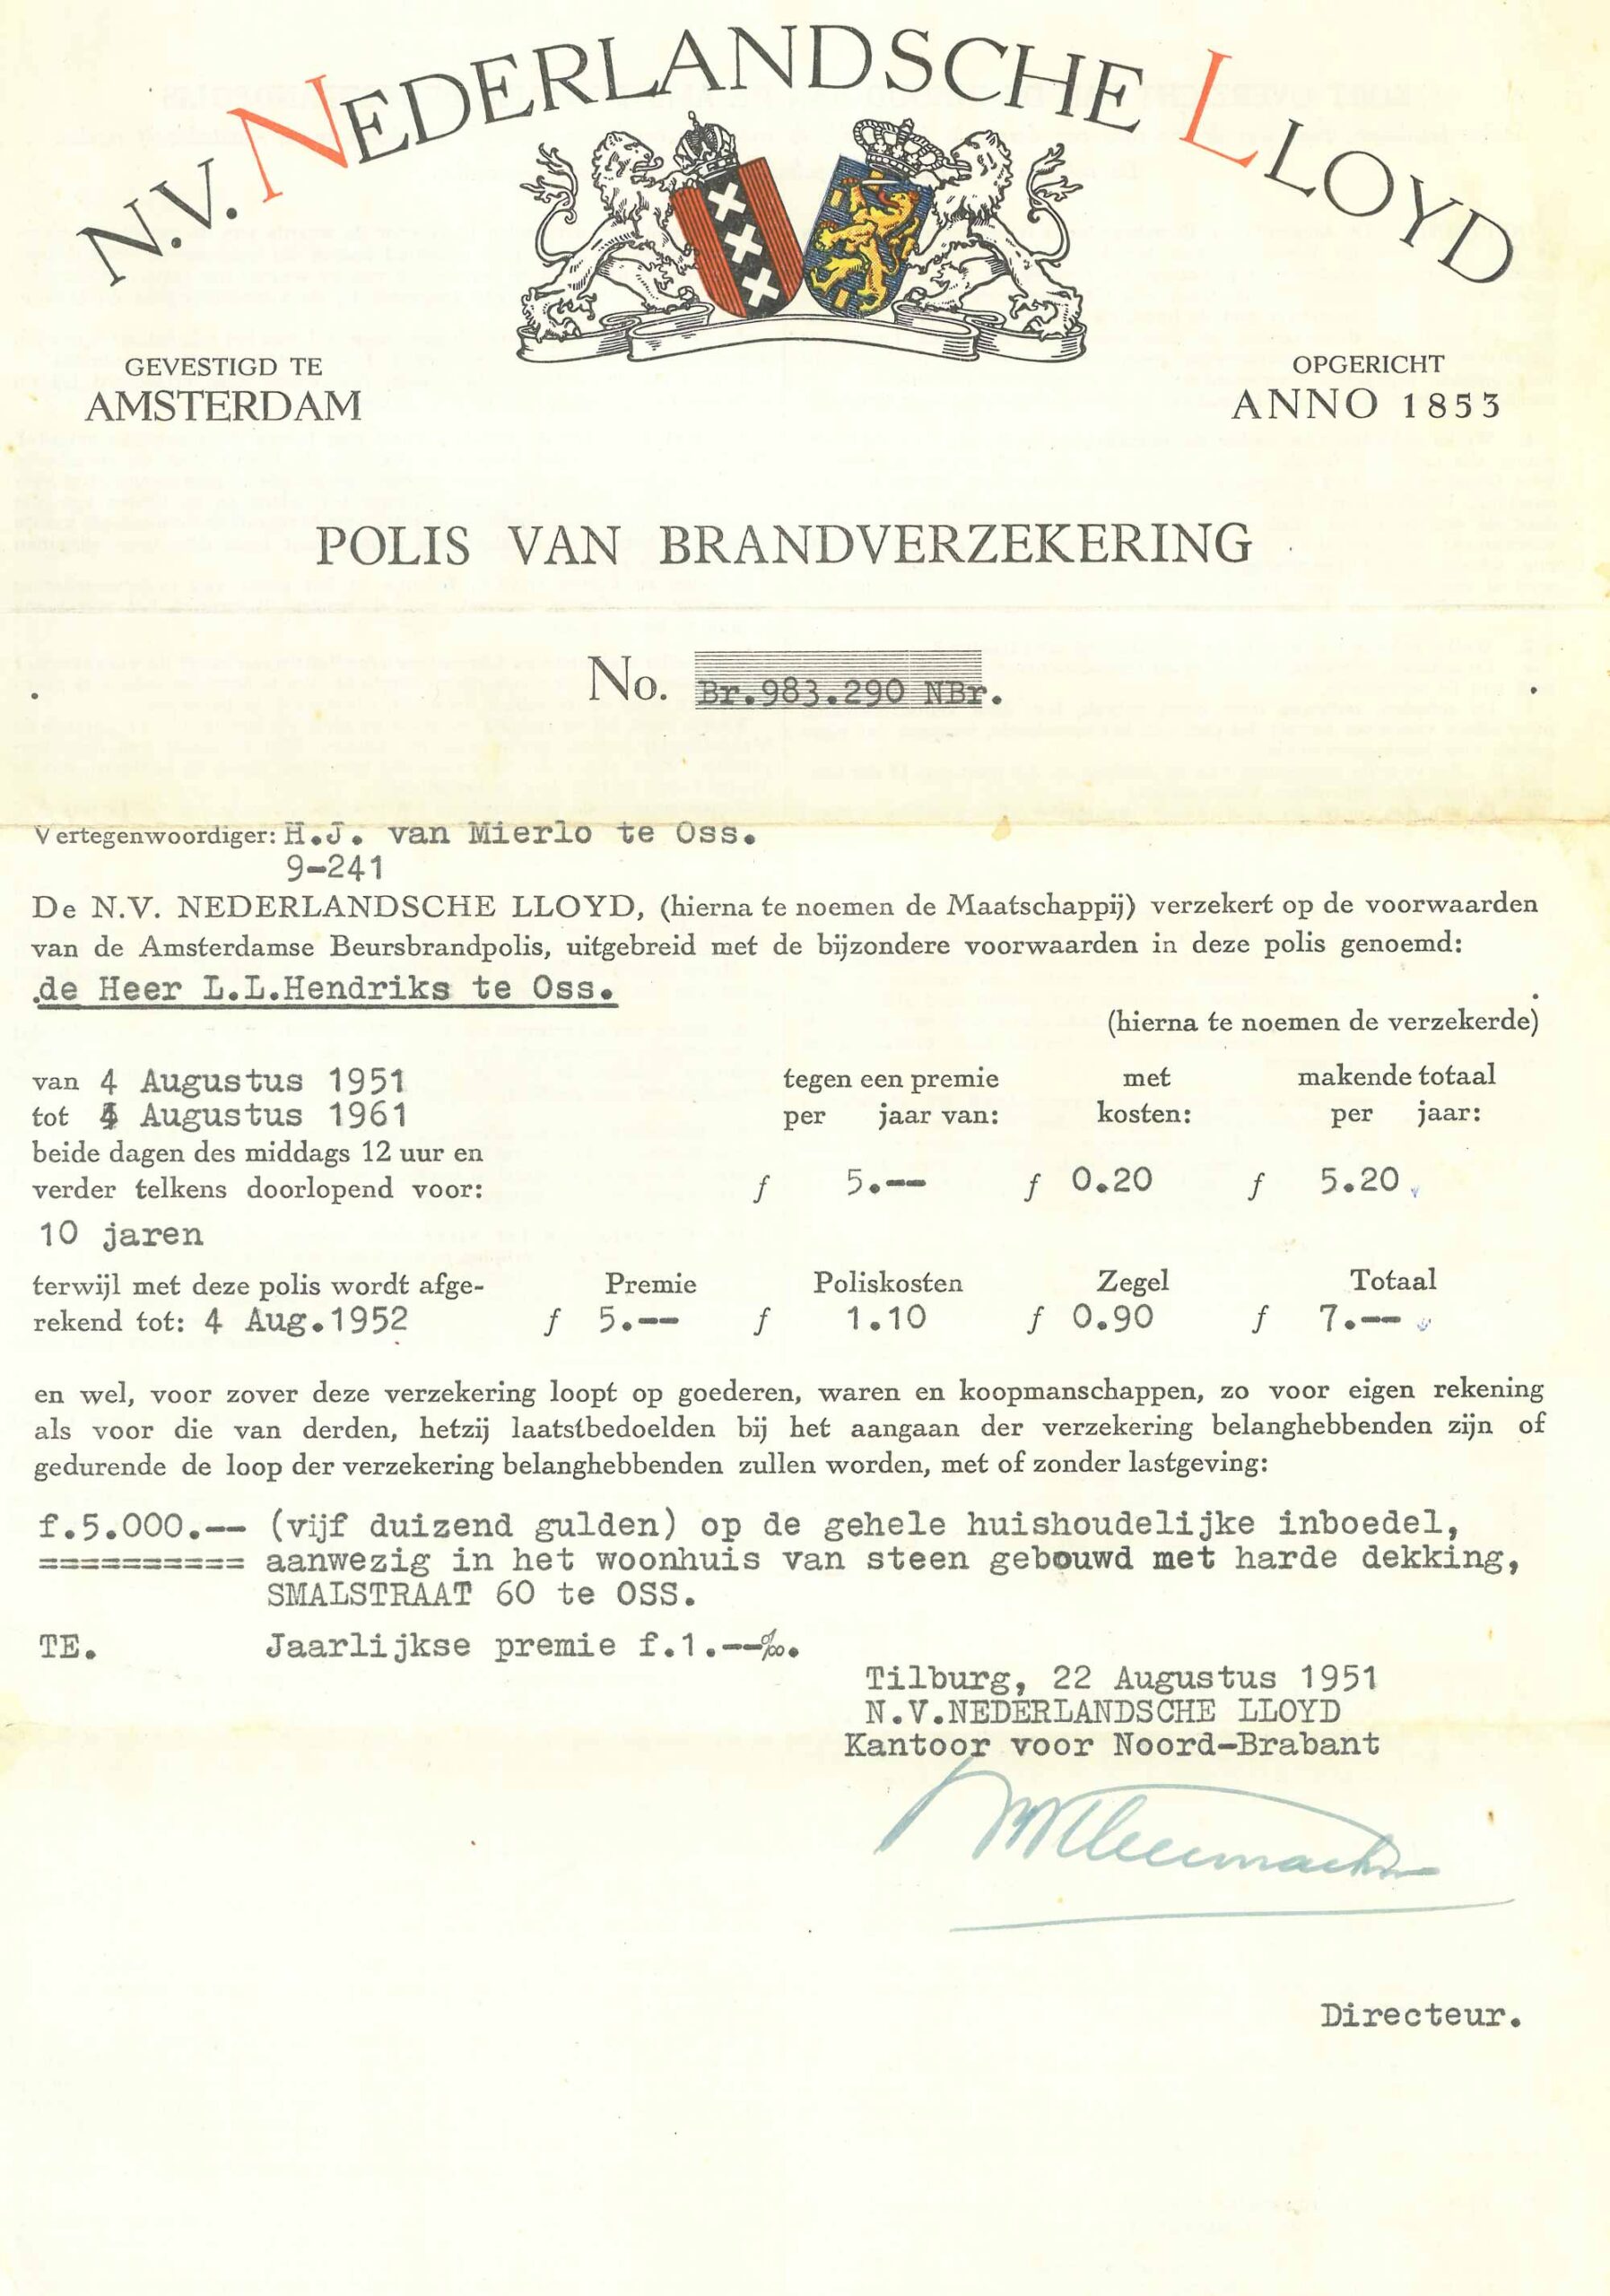 N.V. NEDERLANDSCHE LLOYD
GEVESTIGD TE
AMSTERDAM
OPGERICHT
ANNO 1853
POLIS VAN BRANDVERZEKERING
No. Br.983.290 NBr.
Vertegenwoordiger: H.J. van Mierlo te Oss.
9-241
De N.V. NEDERLANDSCHE LLOYD, (hierna te noemen de Maatschappij) verzekert op de voorwaarden
van de Amsterdamse Beursbrandpolis, uitgebreid met de bijzondere voorwaarden in deze polis genoemd:
de Heer L.L.Hendriks te Oss.
(hierna te noemen de verzekerde)
van 4 Augustus 1951 tegen een premie met makende totaal
tot 4 Augustus 1961 per jaar van: kosten: per jaar:
beide dagen des middags 12 uur en
verder telkens doorlopend voor: f 5.-- f 0.20 f 5.20
10 jaren
terwijl met deze polis wordt afge- Premie Poliskosten Zegel Totaal
rekend tot: 4 Aug.1952 f 5.-- f 1.10 f 0.90 f 7.--
en wel, voor zover deze verzekering loopt op goederen, waren en koopmanschappen, zo voor eigen rekening
als voor die van derden, hetzij laatstbedoelden bij het aangaan der verzekering belanghebbenden zijn of
gedurende de loop der verzekering belanghebbenden zullen worden, met of zonder lastgeving:
f.5.000.-- (vijf duizend gulden) op de gehele huishoudelijke inboedel,
========== aanwezig in het woonhuis van steen gebouwd met harde dekking,
SMALSTRAAT 60 te OSS.
TE. Jaarlijkse premie f.1.--‰.
Tilburg, 22 Augustus 1951
N.V.NEDERLANDSCHE LLOYD
Kantoor voor Noord-Brabant
Directeur.